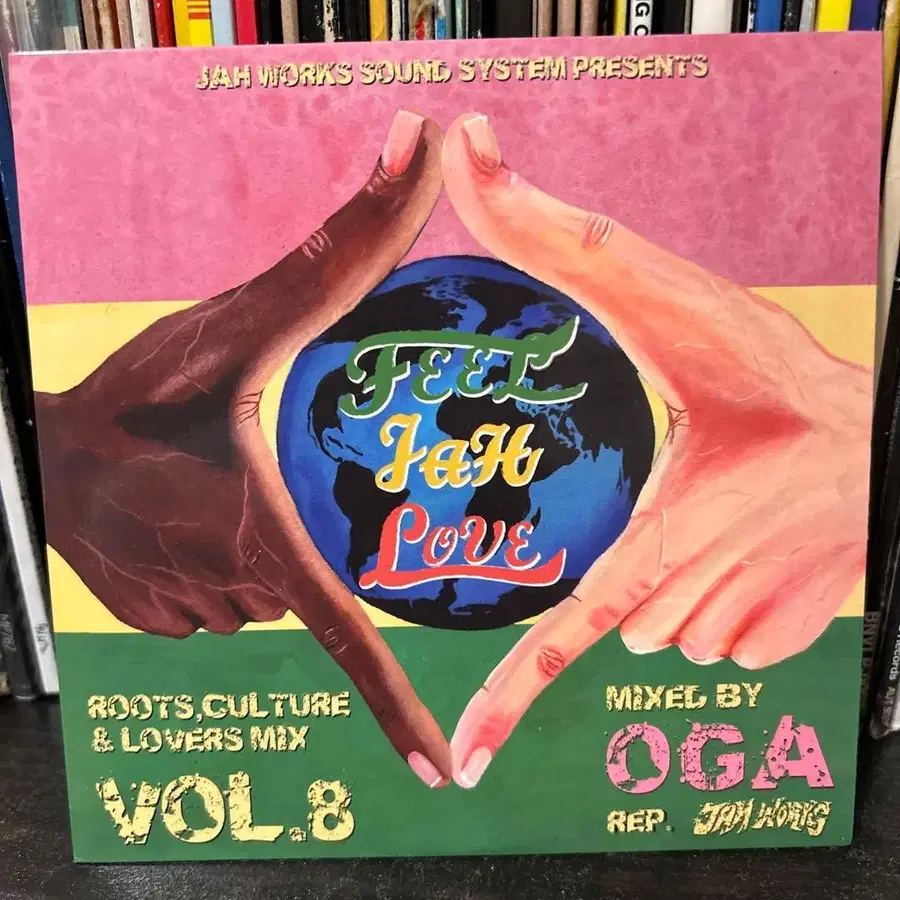 JAH WORKS SOUND SYSTEM PRESENTS
FEEL
JAH
LOVE
ROOTS,CULTURE
& LOVERS MIX
VOL.8
MIXED BY
OGA
REP. JAH WORKS